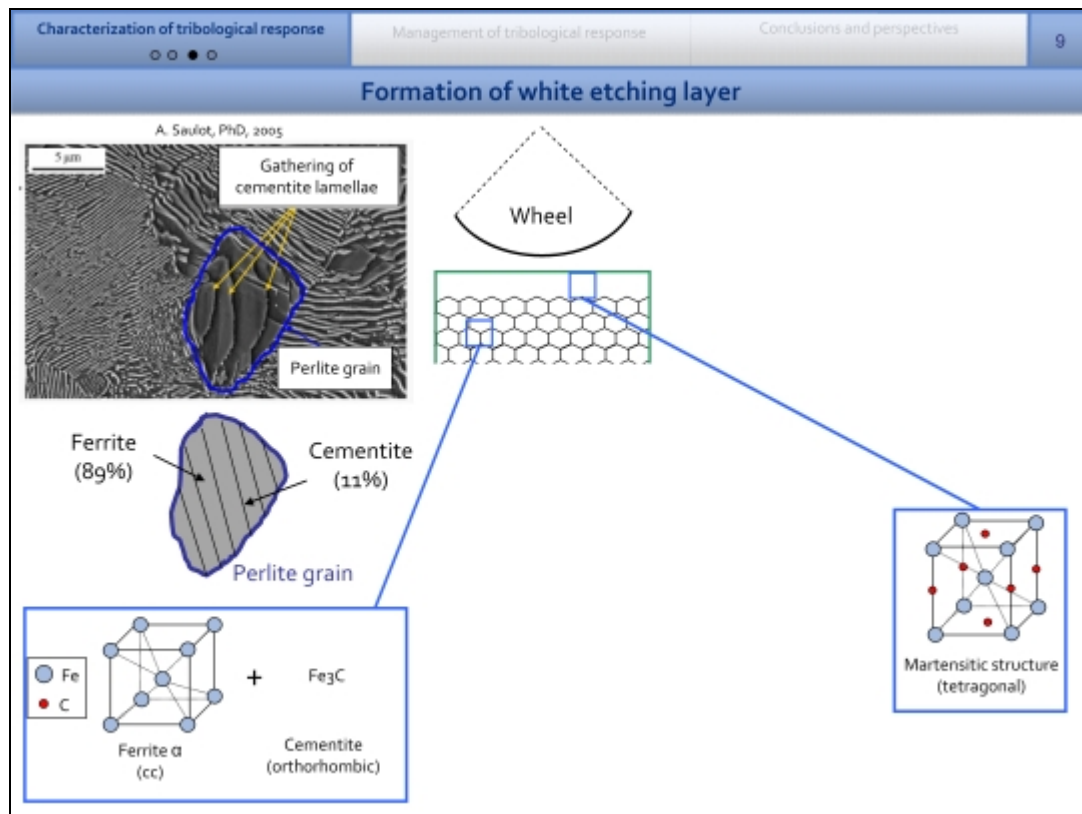 Characterization of tribological response
Management of tribological response
Conclusions and perspectives
9
Formation of white etching layer
A. Saulot, PhD, 2005
5 µm
Gathering of
cementite lamellae
Perlite grain
Wheel
Ferrite
(89%)
Cementite
(11%)
Perlite grain
Fe
C
+
Fe3C
Ferrite α
(cc)
Cementite
(orthorhombic)
Martensitic structure
(tetragonal)